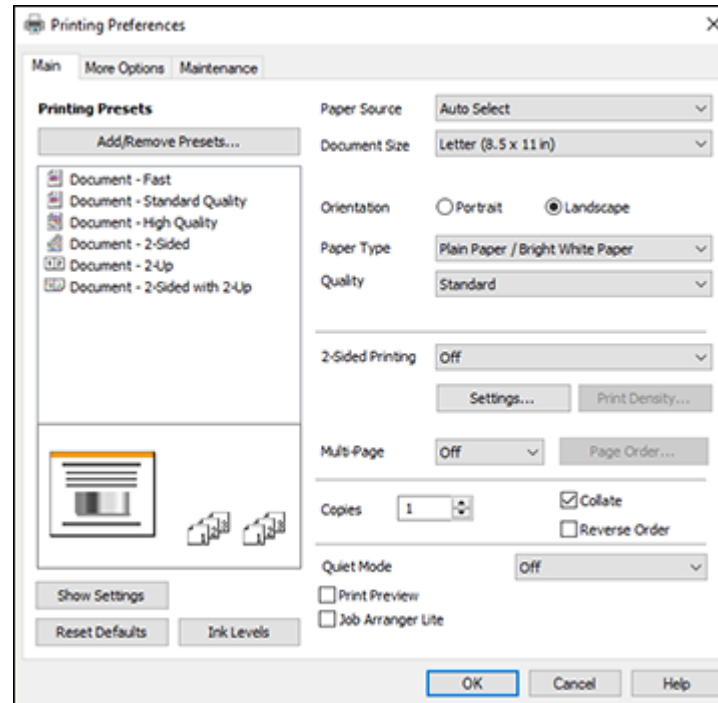 Printing Preferences
Main More Options Maintenance
Printing Presets
Add/Remove Presets...
Document - Fast
Document - Standard Quality
Document - High Quality
Document - 2-Sided
Document - 2-Up
Document - 2-Sided with 2-Up
Show Settings
Reset Defaults Ink Levels
Paper Source Auto Select
Document Size Letter (8.5 x 11 in)
Orientation Portrait Landscape
Paper Type Plain Paper / Bright White Paper
Quality Standard
2-Sided Printing Off
Settings... Print Density...
Multi-Page Off Page Order...
Copies 1 Collate
Reverse Order
Quiet Mode Off
Print Preview
Job Arranger Lite
OK Cancel Help